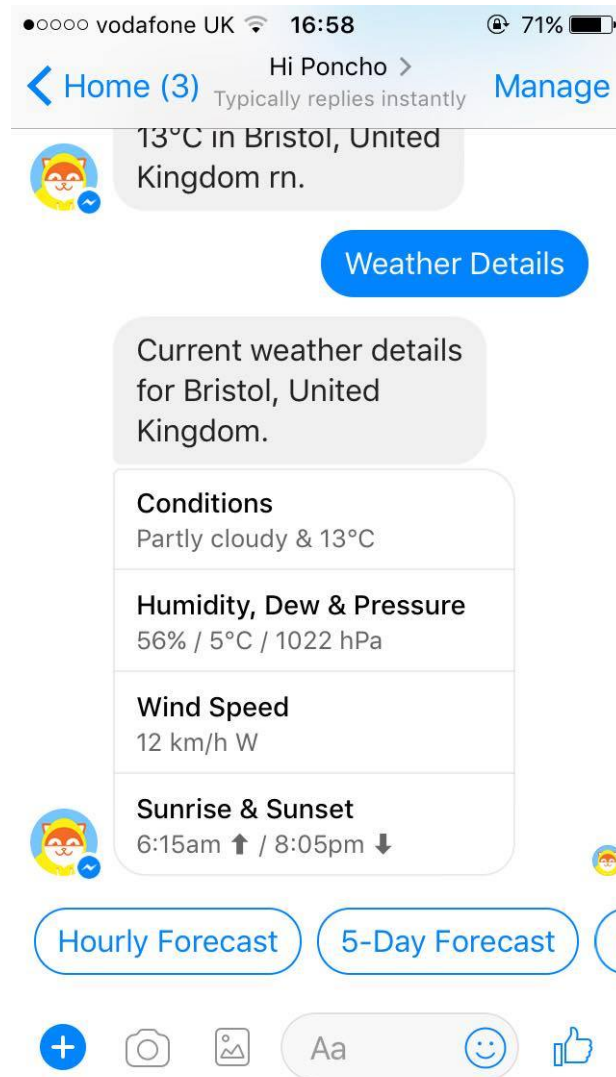 vodafone UK 16:58 71%
Home (3) Hi Poncho Manage
Typically replies instantly
13°C in Bristol, United
Kingdom rn.
Weather Details
Current weather details
for Bristol, United
Kingdom.
Conditions
Partly cloudy & 13°C
Humidity, Dew & Pressure
56% / 5°C / 1022 hPa
Wind Speed
12 km/h W
Sunrise & Sunset
6:15am ⬆ / 8:05pm ⬇
Hourly Forecast 5-Day Forecast
Aa